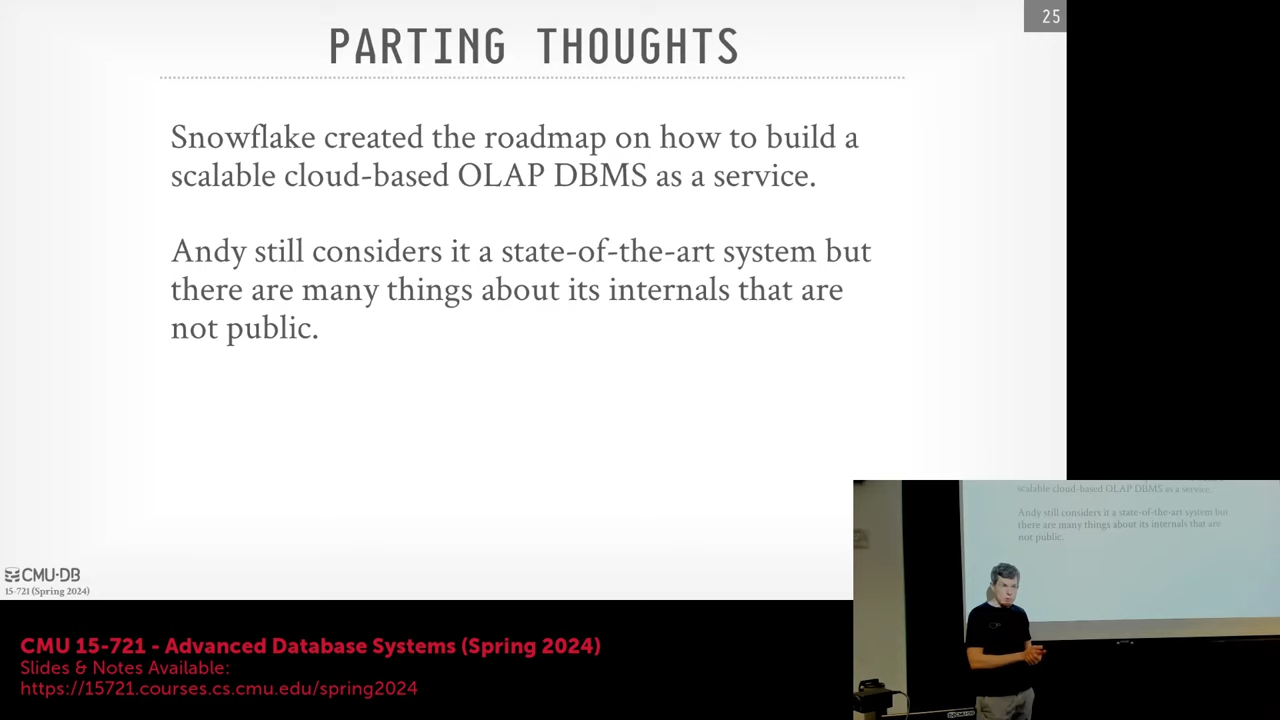 25
PARTING THOUGHTS
Snowflake created the roadmap on how to build a
scalable cloud-based OLAP DBMS as a service.
Andy still considers it a state-of-the-art system but
there are many things about its internals that are
not public.
CMU·DB
15-721 (Spring 2024)
scalable cloud-based OLAP DBMS as a service.
Andy still considers it a state-of-the-art system but
there are many things about its internals that are
not public.
CMU·DB
CMU 15-721 - Advanced Database Systems (Spring 2024)
Slides & Notes Available:
https://15721.courses.cs.cmu.edu/spring2024